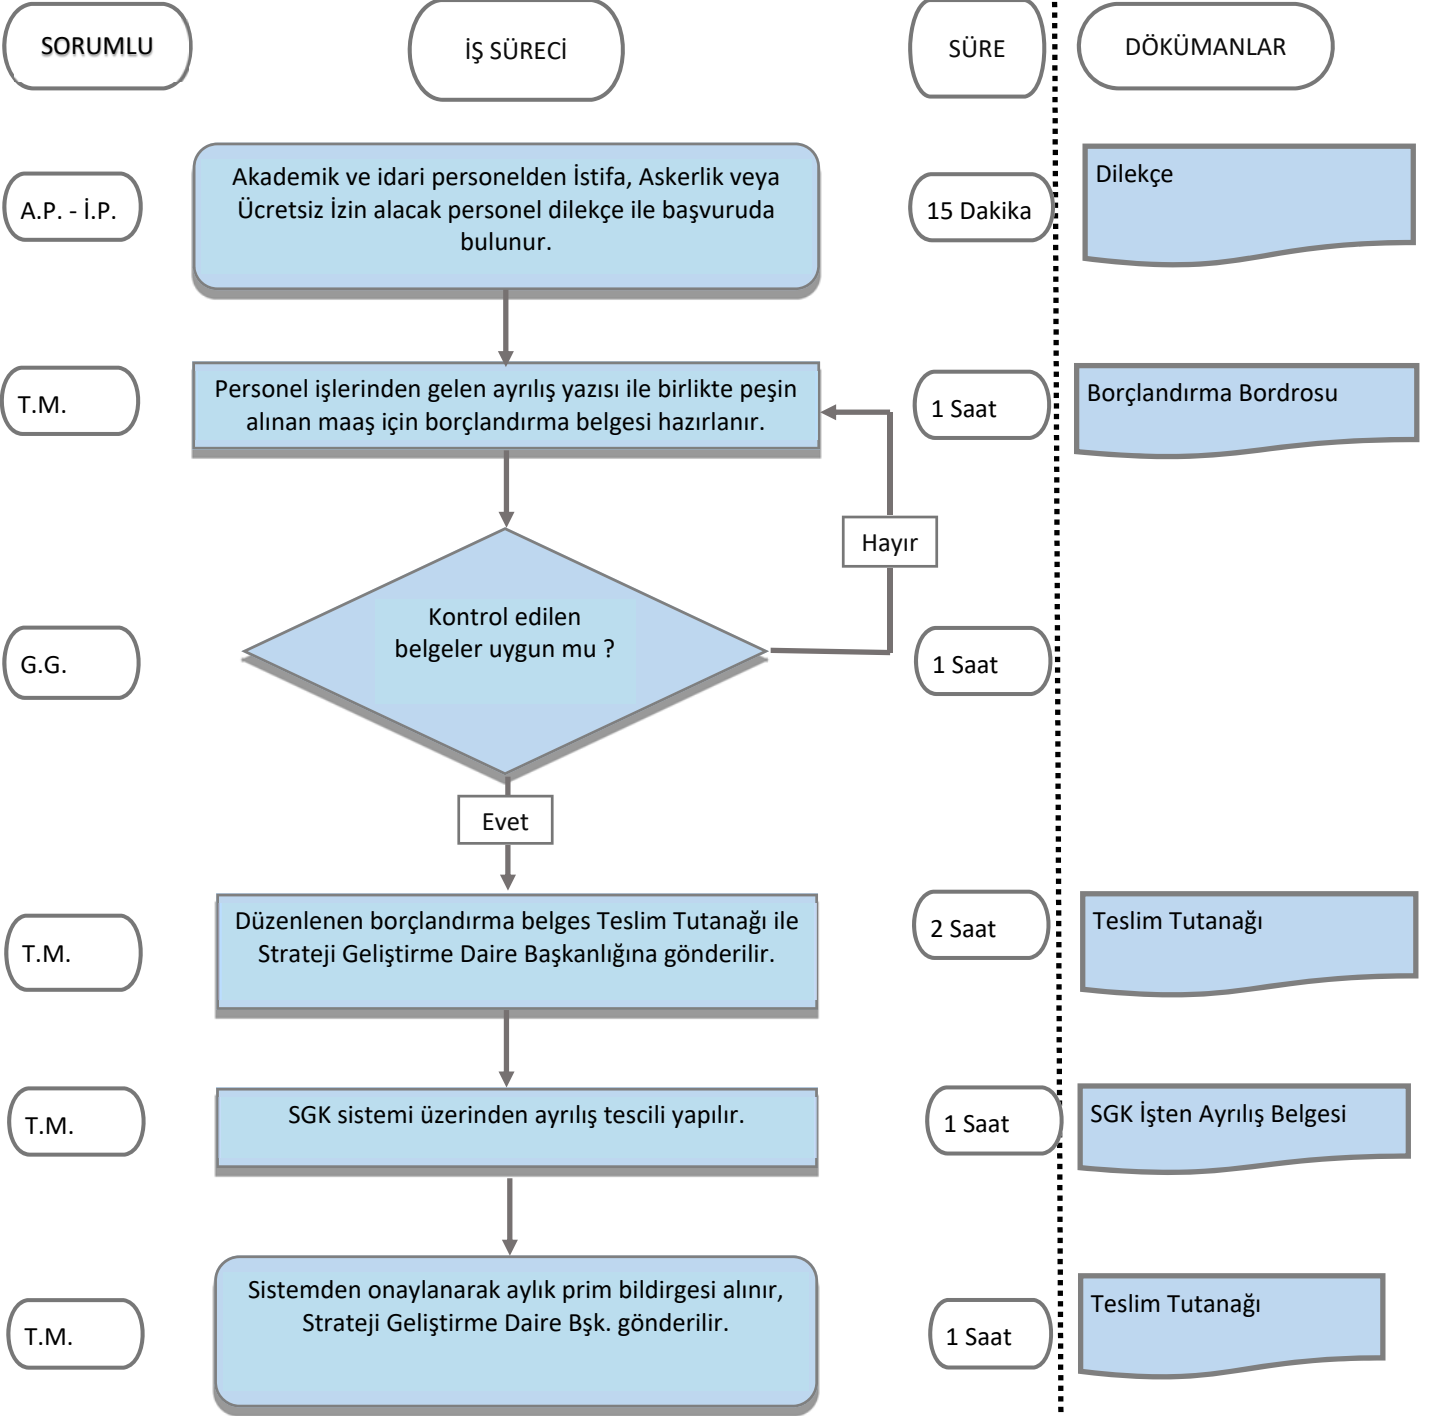 SORUMLU
İŞ SÜRECİ
SÜRE
DÖKÜMANLAR
A.P. - İ.P.
Akademik ve idari personelden İstifa, Askerlik veya
Ücretsiz İzin alacak personel dilekçe ile başvuruda
bulunur.
15 Dakika
Dilekçe
T.M.
Personel işlerinden gelen ayrılış yazısı ile birlikte peşin
alınan maaş için borçlandırma belgesi hazırlanır.
1 Saat
Borçlandırma Bordrosu
Hayır
G.G.
Kontrol edilen
belgeler uygun mu ?
1 Saat
Evet
T.M.
Düzenlenen borçlandırma belges Teslim Tutanağı ile
Strateji Geliştirme Daire Başkanlığına gönderilir.
2 Saat
Teslim Tutanağı
T.M.
SGK sistemi üzerinden ayrılış tescili yapılır.
1 Saat
SGK İşten Ayrılış Belgesi
T.M.
Sistemden onaylanarak aylık prim bildirgesi alınır,
Strateji Geliştirme Daire Bşk. gönderilir.
1 Saat
Teslim Tutanağı